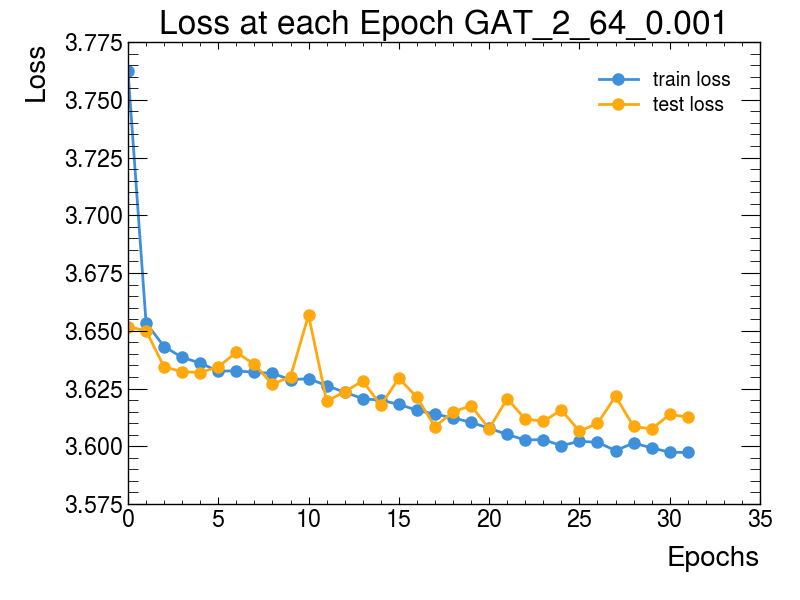 Loss at each Epoch GAT_2_64_0.001
Loss
3.775
3.750
3.725
3.700
3.675
3.650
3.625
3.600
3.575
train loss
test loss
0 5 10 15 20 25 30 35
Epochs